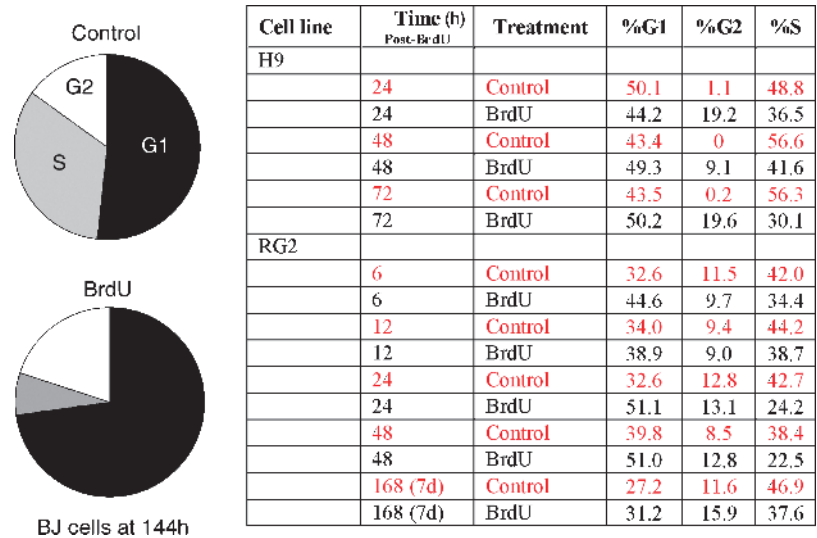 Control
G2
G1
S
BrdU
BJ cells at 144h
Cell line Time (h) Post-BrdU Treatment %G1 %G2 %S
H9
24 Control 50.1 1.1 48.8
24 BrdU 44.2 19.2 36.5
48 Control 43.4 0 56.6
48 BrdU 49.3 9.1 41.6
72 Control 43.5 0.2 56.3
72 BrdU 50.2 19.6 30.1
RG2
6 Control 32.6 11.5 42.0
6 BrdU 44.6 9.7 34.4
12 Control 34.0 9.4 44.2
12 BrdU 38.9 9.0 38.7
24 Control 32.6 12.8 42.7
24 BrdU 51.1 13.1 24.2
48 Control 39.8 8.5 38.4
48 BrdU 51.0 12.8 22.5
168 (7d) Control 27.2 11.6 46.9
168 (7d) BrdU 31.2 15.9 37.6